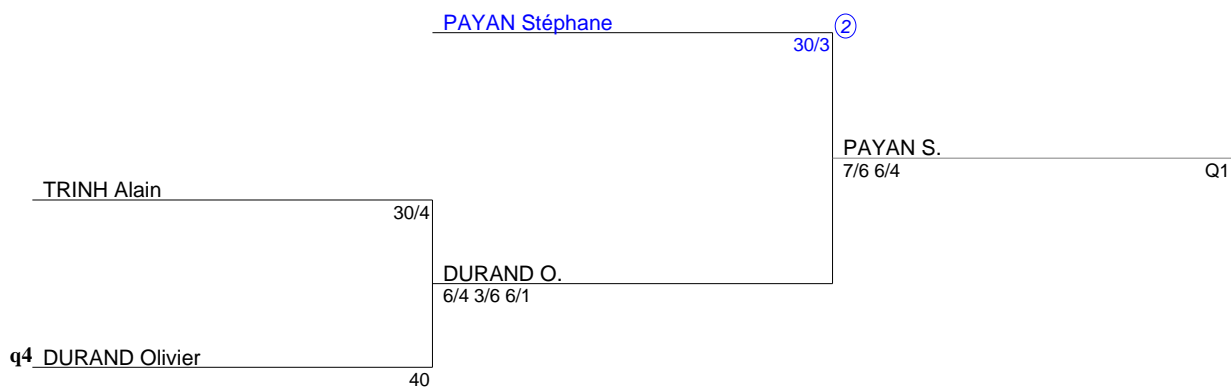 PAYAN Stéphane
2
30/3
PAYAN S.
7/6 6/4
Q1
TRINH Alain
30/4
DURAND O.
6/4 3/6 6/1
q4 DURAND Olivier
40